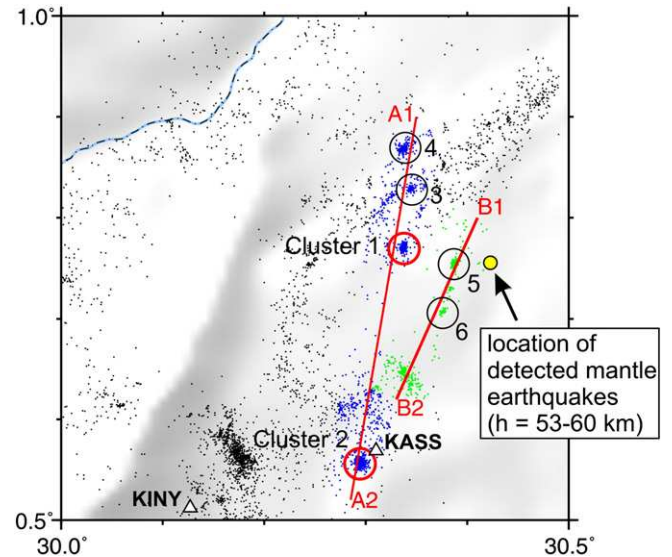 1.0°
A1
4
3
B1
Cluster 1
5
6
location of
detected mantle
earthquakes
(h = 53-60 km)
B2
Cluster 2
KASS
KINY
A2
0.5°
30.0°
30.5°